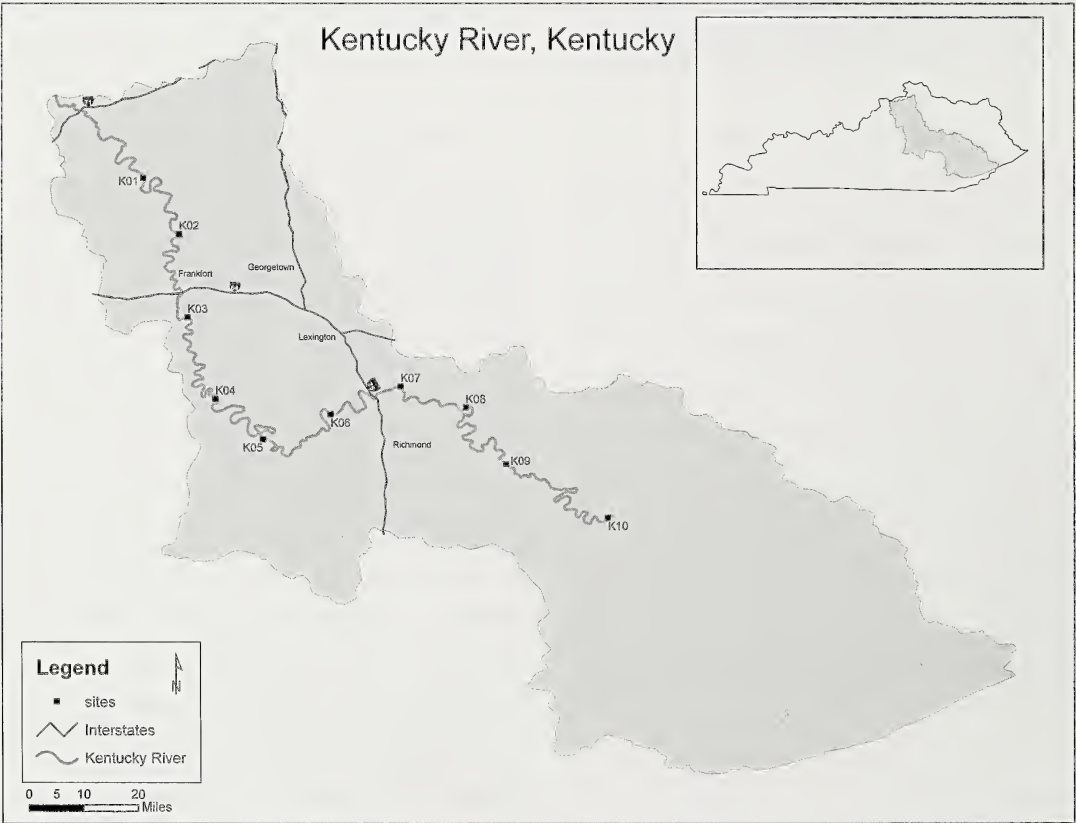 Kentucky River, Kentucky
K01
K02
Frankfort
Georgetown
K03
Lexington
K04
K07
K08
K06
K05
Richmond
K09
K10
Legend
N
sites
Interstates
Kentucky River
0 5 10 20
Miles